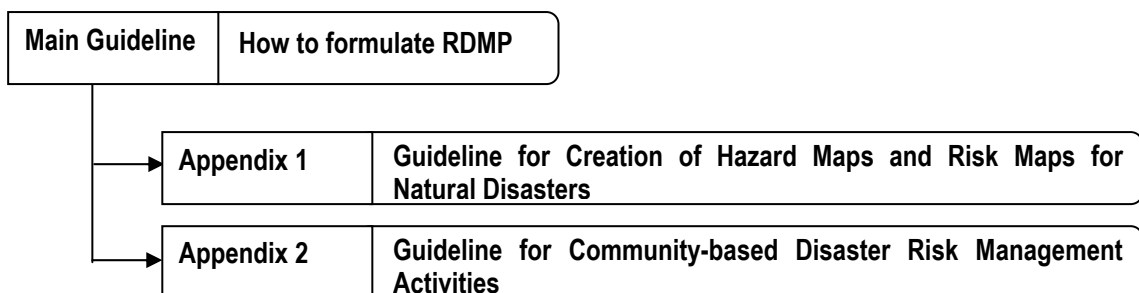 Main Guideline How to formulate RDMP
Appendix 1 Guideline for Creation of Hazard Maps and Risk Maps for
Natural Disasters
Appendix 2 Guideline for Community-based Disaster Risk Management
Activities